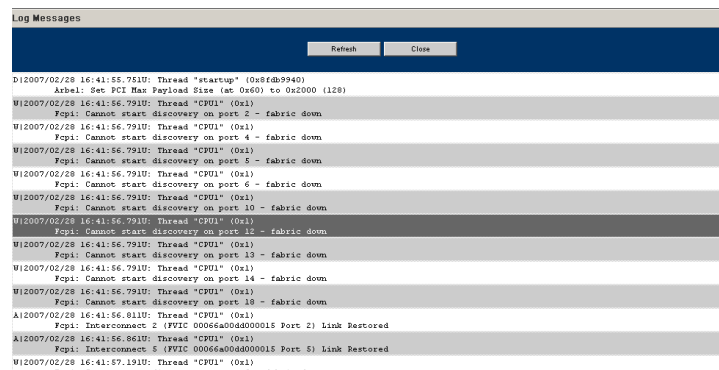 Log Messages
Refresh Close
D|2007/02/28 16:41:55.751U: Thread "startup" (0x8fdb9940)
Arbel: Set PCI Max Payload Size (at 0x60) to 0x2000 (128)
W|2007/02/28 16:41:56.791U: Thread "CPU1" (0x1)
Fcpi: Cannot start discovery on port 2 - fabric down
W|2007/02/28 16:41:56.791U: Thread "CPU1" (0x1)
Fcpi: Cannot start discovery on port 4 - fabric down
W|2007/02/28 16:41:56.791U: Thread "CPU1" (0x1)
Fcpi: Cannot start discovery on port 5 - fabric down
W|2007/02/28 16:41:56.791U: Thread "CPU1" (0x1)
Fcpi: Cannot start discovery on port 6 - fabric down
W|2007/02/28 16:41:56.791U: Thread "CPU1" (0x1)
Fcpi: Cannot start discovery on port 10 - fabric down
W|2007/02/28 16:41:56.791U: Thread "CPU1" (0x1)
Fcpi: Cannot start discovery on port 12 - fabric down
W|2007/02/28 16:41:56.791U: Thread "CPU1" (0x1)
Fcpi: Cannot start discovery on port 13 - fabric down
W|2007/02/28 16:41:56.791U: Thread "CPU1" (0x1)
Fcpi: Cannot start discovery on port 14 - fabric down
W|2007/02/28 16:41:56.791U: Thread "CPU1" (0x1)
Fcpi: Cannot start discovery on port 18 - fabric down
A|2007/02/28 16:41:56.811U: Thread "CPU1" (0x1)
Fcpi: Interconnect 2 (FVIC 00066a00dd000015 Port 2) Link Restored
A|2007/02/28 16:41:56.861U: Thread "CPU1" (0x1)
Fcpi: Interconnect 5 (FVIC 00066a00dd000015 Port 5) Link Restored
W|2007/02/28 16:41:57.191U: Thread "CPU1" (0x1)